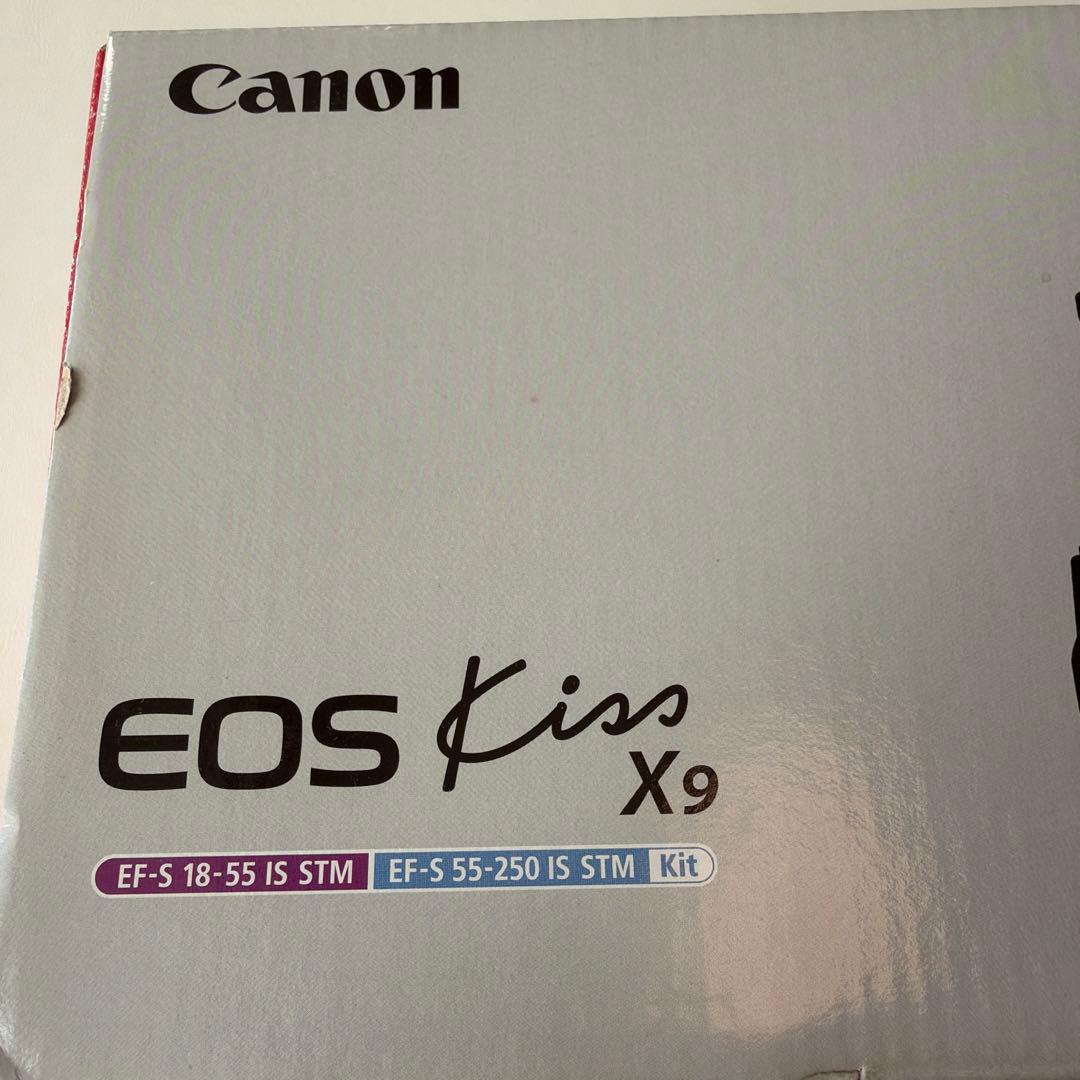 Canon
EOS Kiss
X9
EF-S 18-55 IS STM EF-S 55-250 IS STM Kit